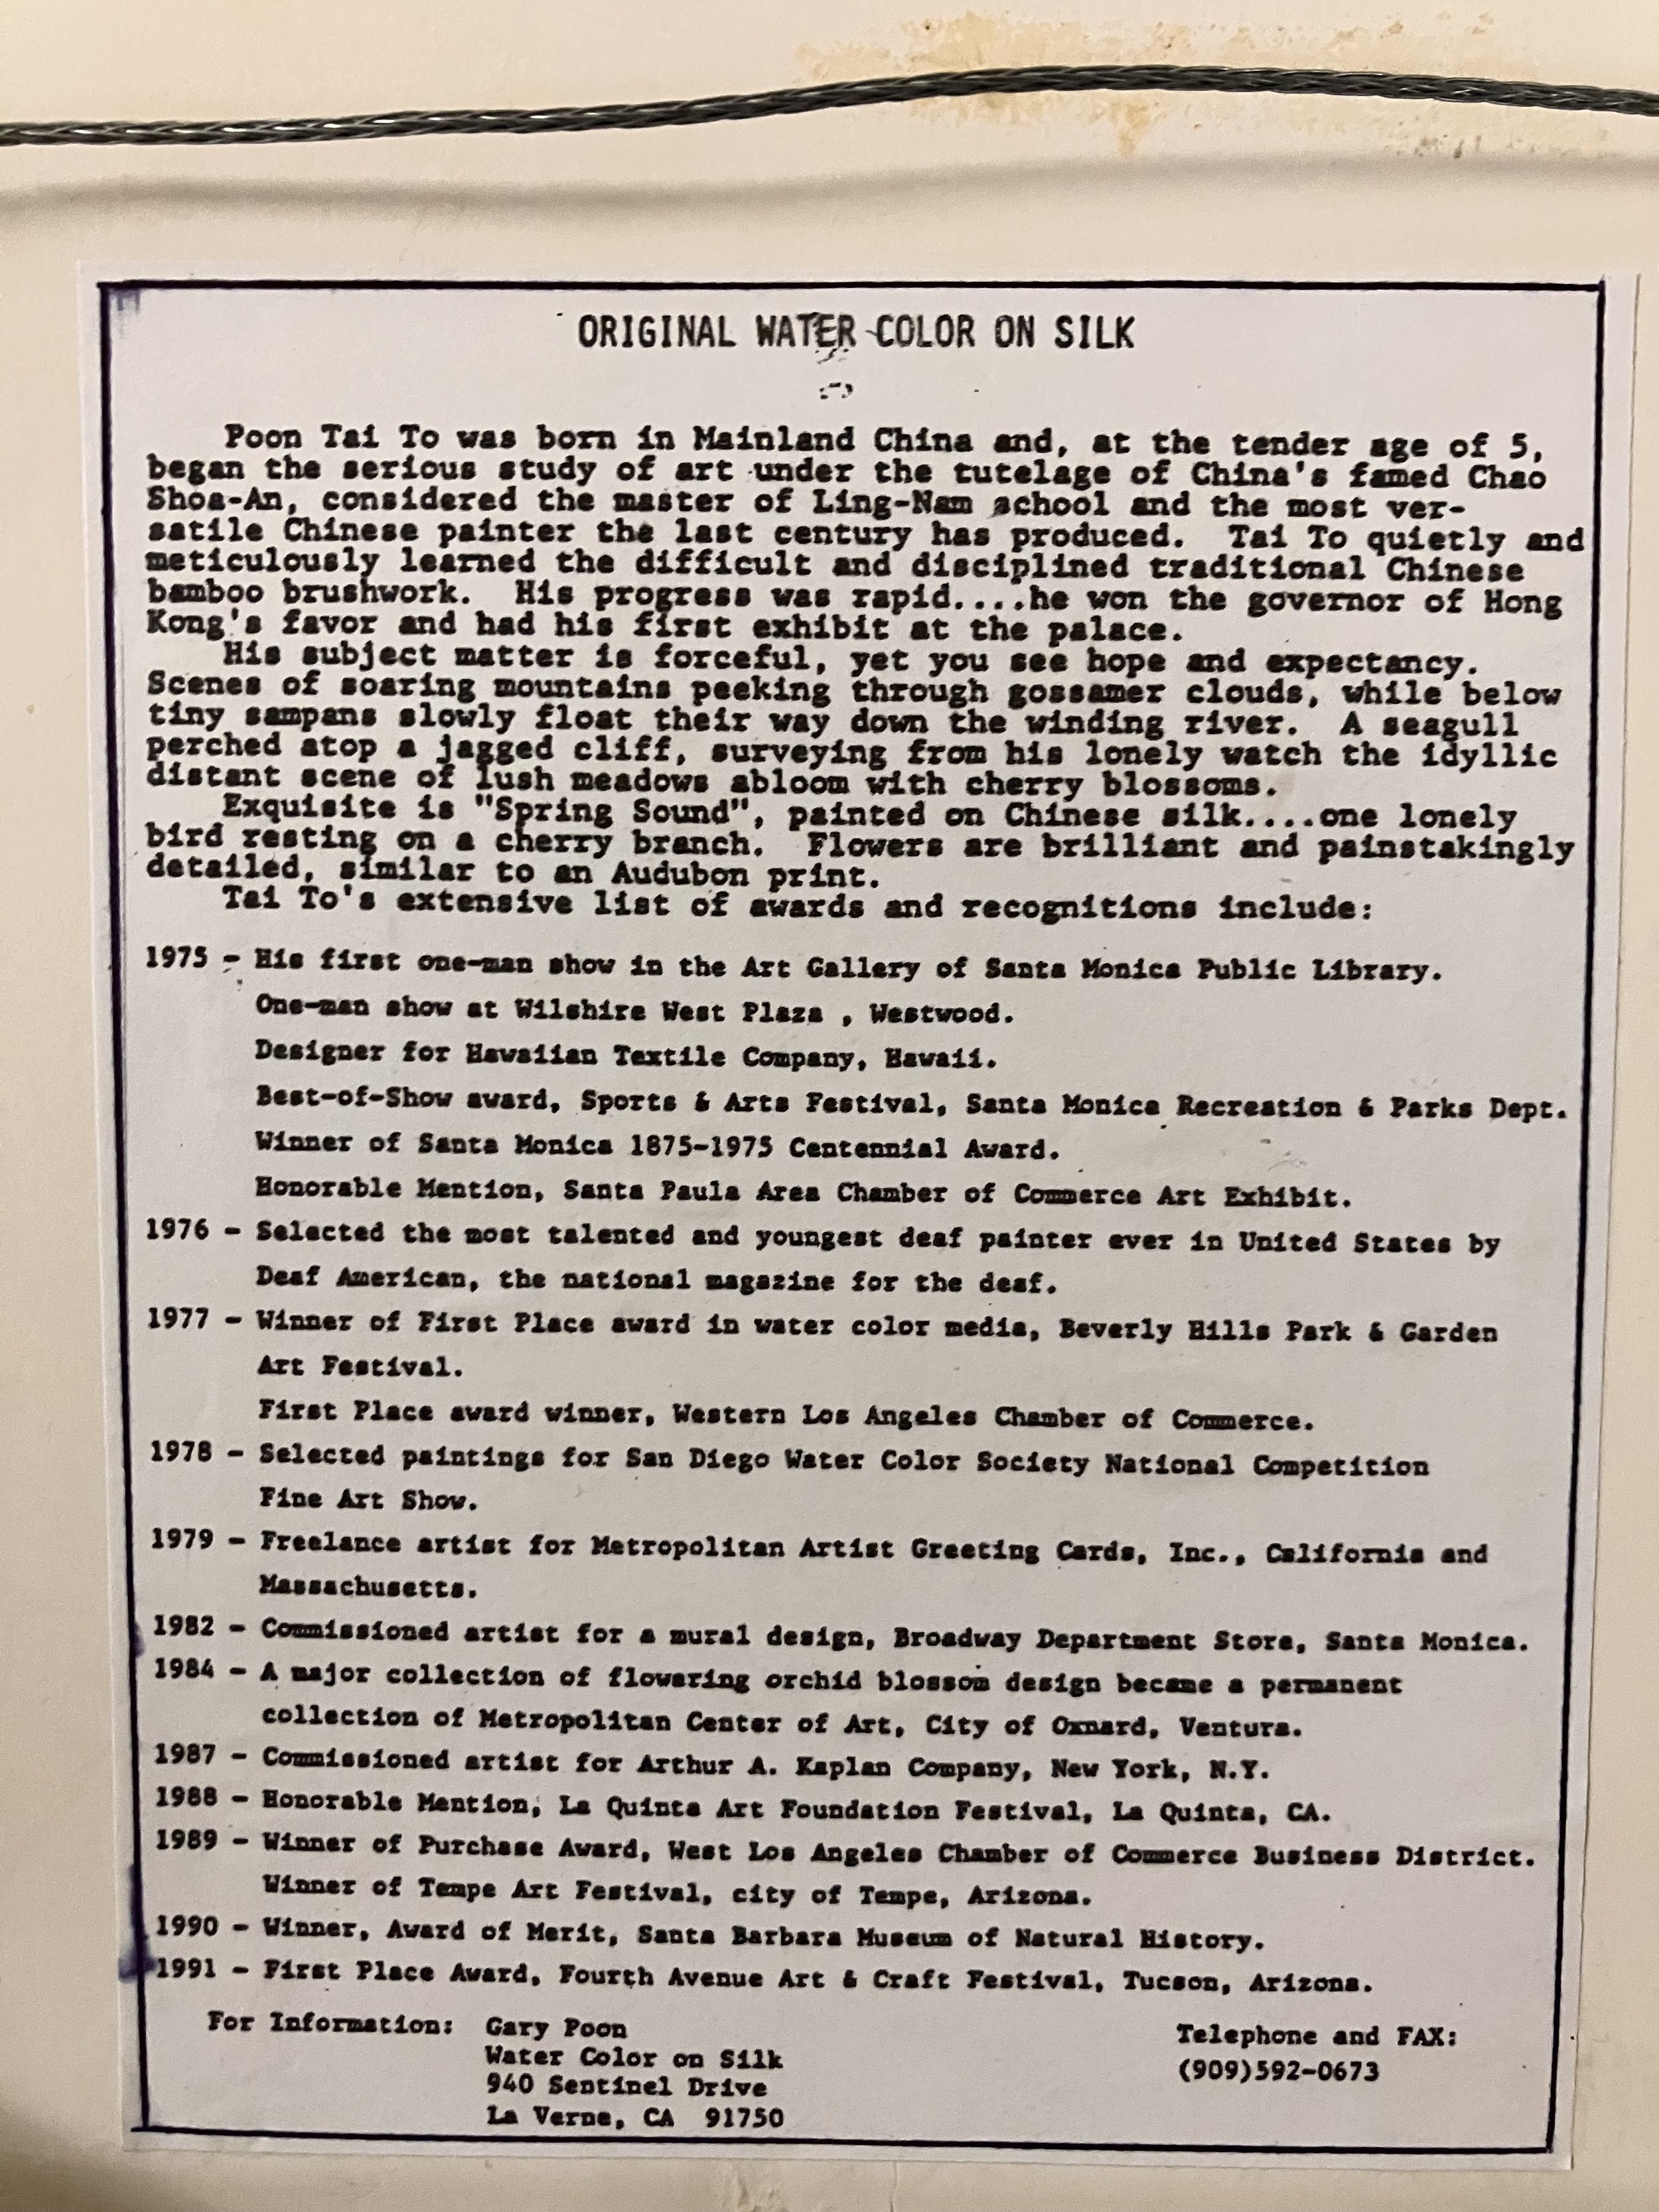 ORIGINAL WATER COLOR ON SILK
Poon Tai To was born in Mainland China and, at the tender age of 5,
began the serious study of art under the tutelage of China's famed Chao
Shoa-An, considered the master of Ling-Nam school and the most ver-
satile Chinese painter the last century has produced. Tai To quietly and
meticulously learned the difficult and disciplined traditional Chinese
bamboo brushwork. His progress was rapid....he won the governor of Hong
Kong's favor and had his first exhibit at the palace.
His subject matter is forceful, yet you see hope and expectancy.
Scenes of soaring mountains peeking through gossamer clouds, while below
tiny sampans slowly float their way down the winding river. A seagull
perched atop a jagged cliff, surveying from his lonely watch the idyllic
distant scene of lush meadows abloom with cherry blossoms.
Exquisite is "Spring Sound", painted on Chinese silk....one lonely
bird resting on a cherry branch. Flowers are brilliant and painstakingly
detailed, similar to an Audubon print.
Tai To's extensive list of awards and recognitions include:
1975 - His first one-man show in the Art Gallery of Santa Monica Public Library.
One-man show at Wilshire West Plaza , Westwood.
Designer for Hawaiian Textile Company, Hawaii.
Best-of-Show award, Sports & Arts Festival, Santa Monica Recreation & Parks Dept.
Winner of Santa Monica 1875-1975 Centennial Award.
Honorable Mention, Santa Paula Area Chamber of Commerce Art Exhibit.
1976 - Selected the most talented and youngest deaf painter ever in United States by
Deaf American, the national magazine for the deaf.
1977 - Winner of First Place award in water color media, Beverly Hills Park & Garden
Art Festival.
First Place award winner, Western Los Angeles Chamber of Commerce.
1978 - Selected paintings for San Diego Water Color Society National Competition
Fine Art Show.
1979 - Freelance artist for Metropolitan Artist Greeting Cards, Inc., California and
Massachusetts.
1982 - Commissioned artist for a mural design, Broadway Department Store, Santa Monica.
1984 - A major collection of flowering orchid blossom design became a permanent
collection of Metropolitan Center of Art, City of Oxnard, Ventura.
1987 - Commissioned artist for Arthur A. Kaplan Company, New York, N.Y.
1988 - Honorable Mention, La Quinta Art Foundation Festival, La Quinta, CA.
1989 - Winner of Purchase Award, West Los Angeles Chamber of Commerce Business District.
Winner of Tempe Art Festival, city of Tempe, Arizona.
1990 - Winner, Award of Merit, Santa Barbara Museum of Natural History.
1991 - First Place Award, Fourth Avenue Art & Craft Festival, Tucson, Arizona.
For Information: Gary Poon
Water Color on Silk
940 Sentinel Drive
La Verne, CA 91750
Telephone and FAX:
(909)592-0673